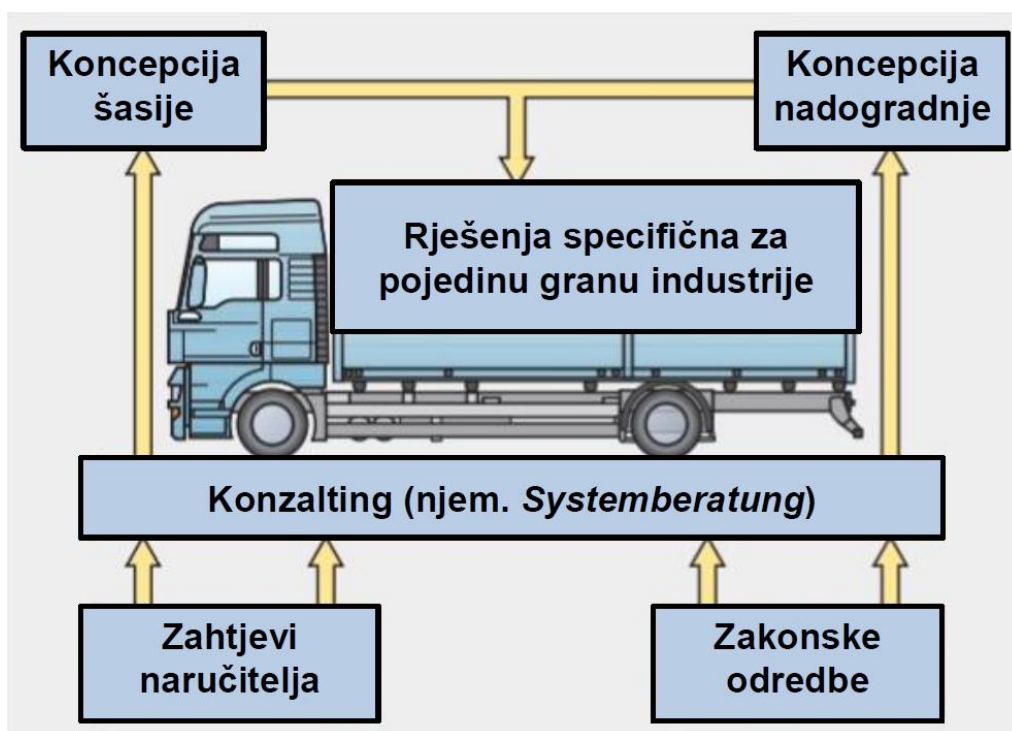 Koncepcija
šasije
Koncepcija
nadogradnje
Rješenja specifična za
pojedinu granu industrije
Konzalting (njem. Systemberatung)
Zahtjevi
naručitelja
Zakonske
odredbe